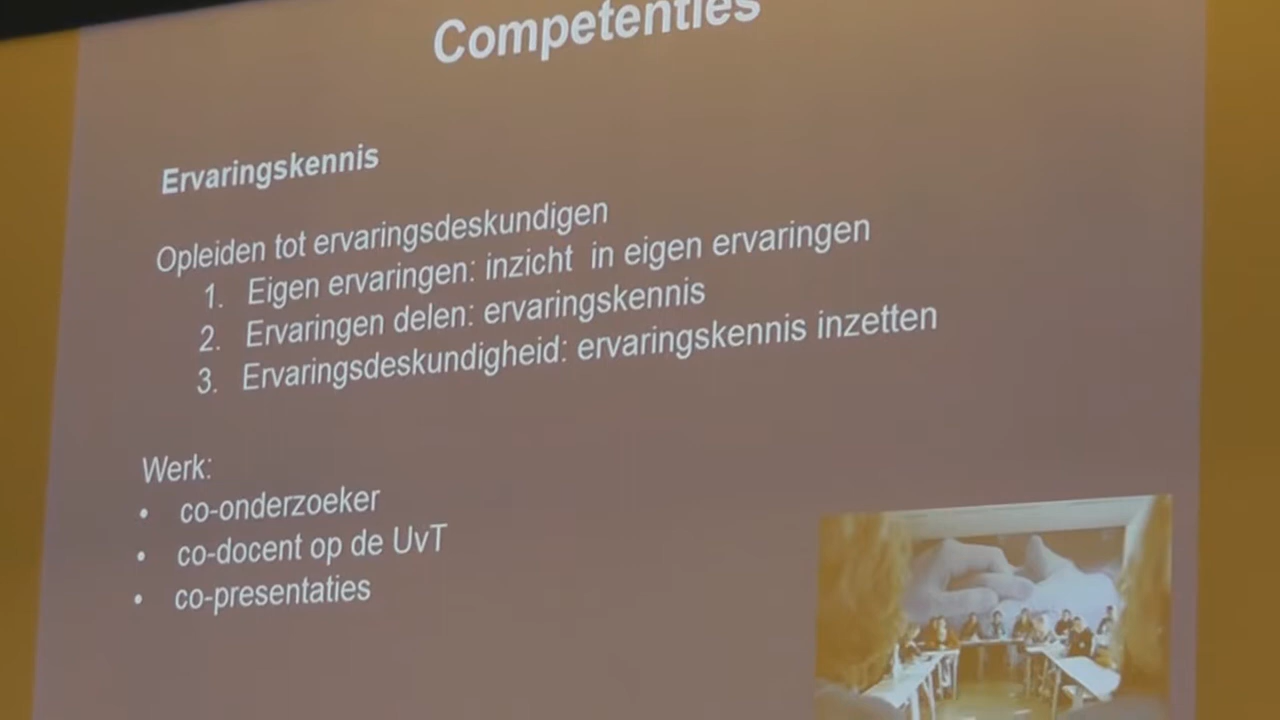 Competenties
Ervaringskennis
Opleiden tot ervaringsdeskundigen
1. Eigen ervaringen: inzicht in eigen ervaringen
2. Ervaringen delen: ervaringskennis
3. Ervaringsdeskundigheid: ervaringskennis inzetten
Werk:
• co-onderzoeker
• co-docent op de UvT
• co-presentaties